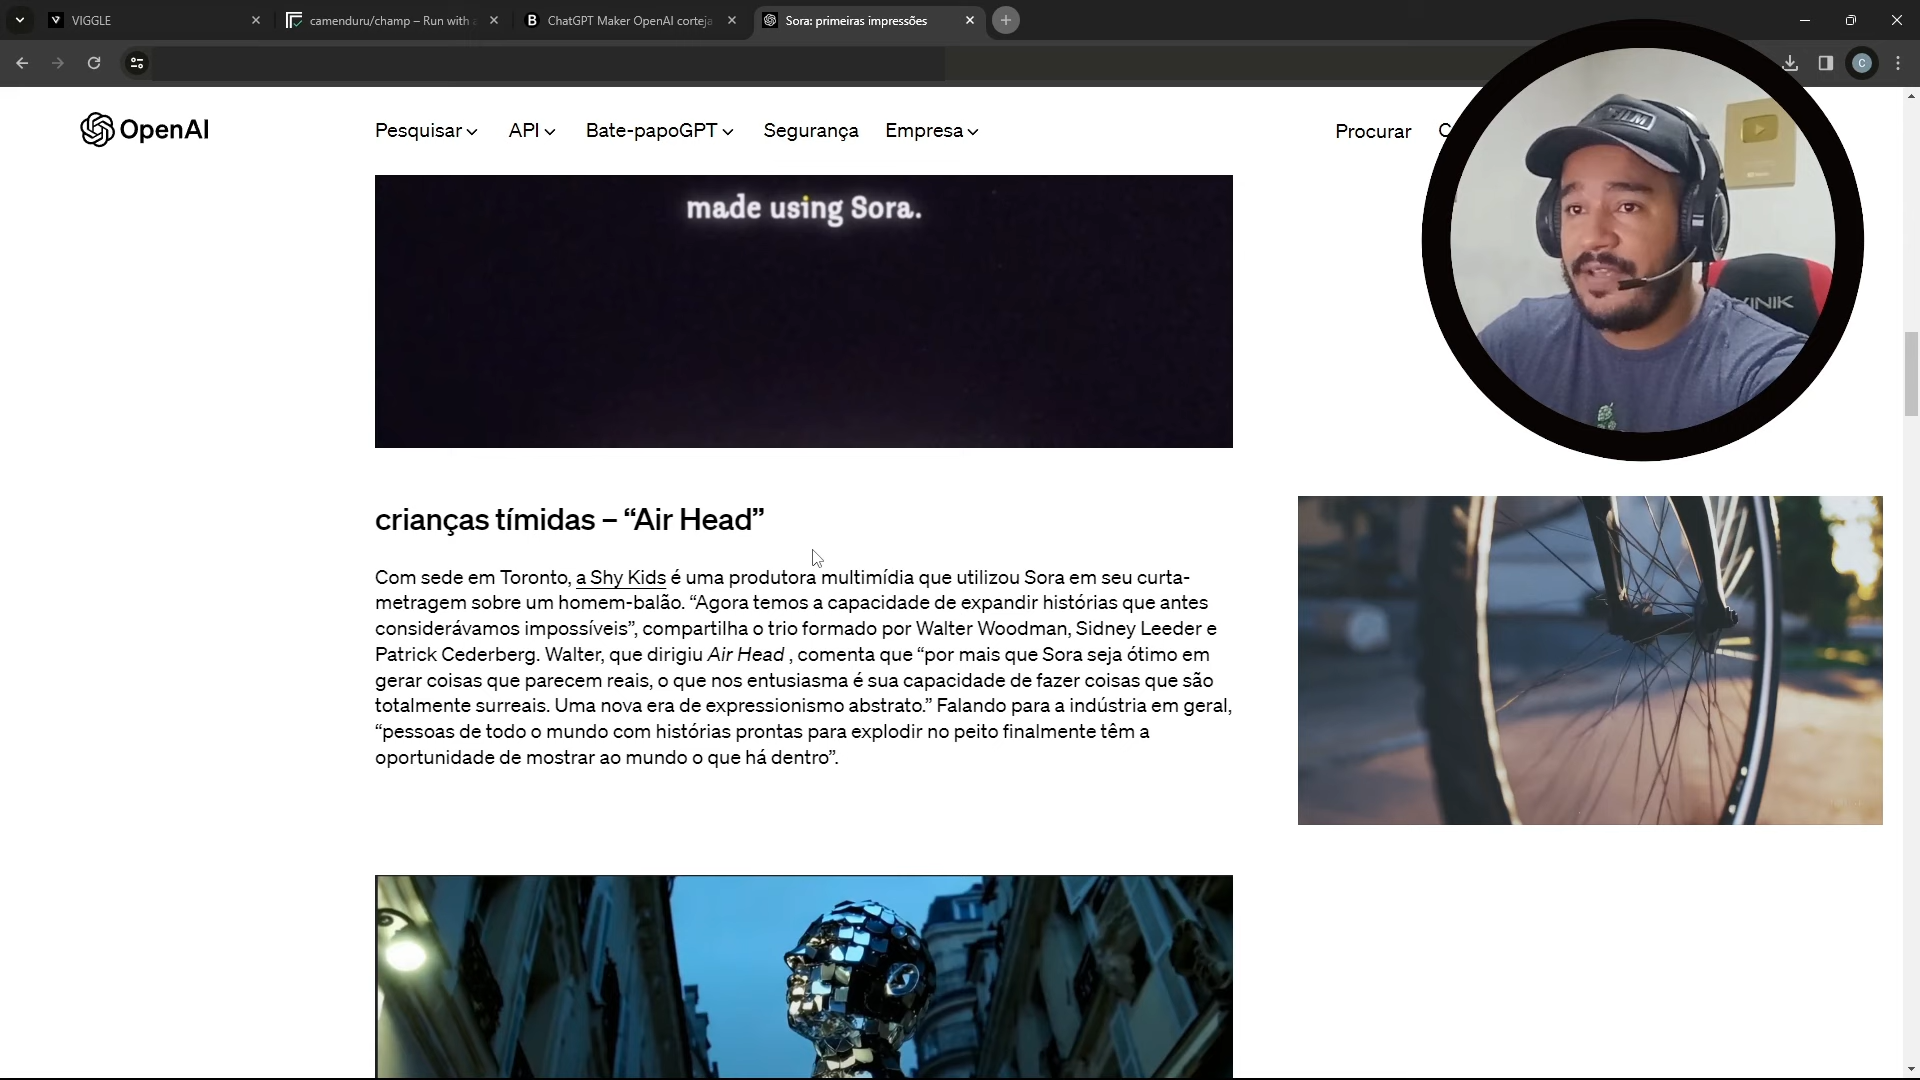 VIGGLE
camenduru/champ – Run with
ChatGPT Maker OpenAI corteja
Sora: primeiras impressões
C
OpenAI
Pesquisar
API
Bate-papoGPT
Segurança
Empresa
Procurar
made using Sora.
VINIK
crianças tímidas – “Air Head”
Com sede em Toronto, a Shy Kids é uma produtora multimídia que utilizou Sora em seu curta-
metragem sobre um homem-balão. “Agora temos a capacidade de expandir histórias que antes
considerávamos impossíveis”, compartilha o trio formado por Walter Woodman, Sidney Leeder e
Patrick Cederberg. Walter, que dirigiu Air Head , comenta que “por mais que Sora seja ótimo em
gerar coisas que parecem reais, o que nos entusiasma é sua capacidade de fazer coisas que são
totalmente surreais. Uma nova era de expressionismo abstrato.” Falando para a indústria em geral,
“pessoas de todo o mundo com histórias prontas para explodir no peito finalmente têm a
oportunidade de mostrar ao mundo o que há dentro”.